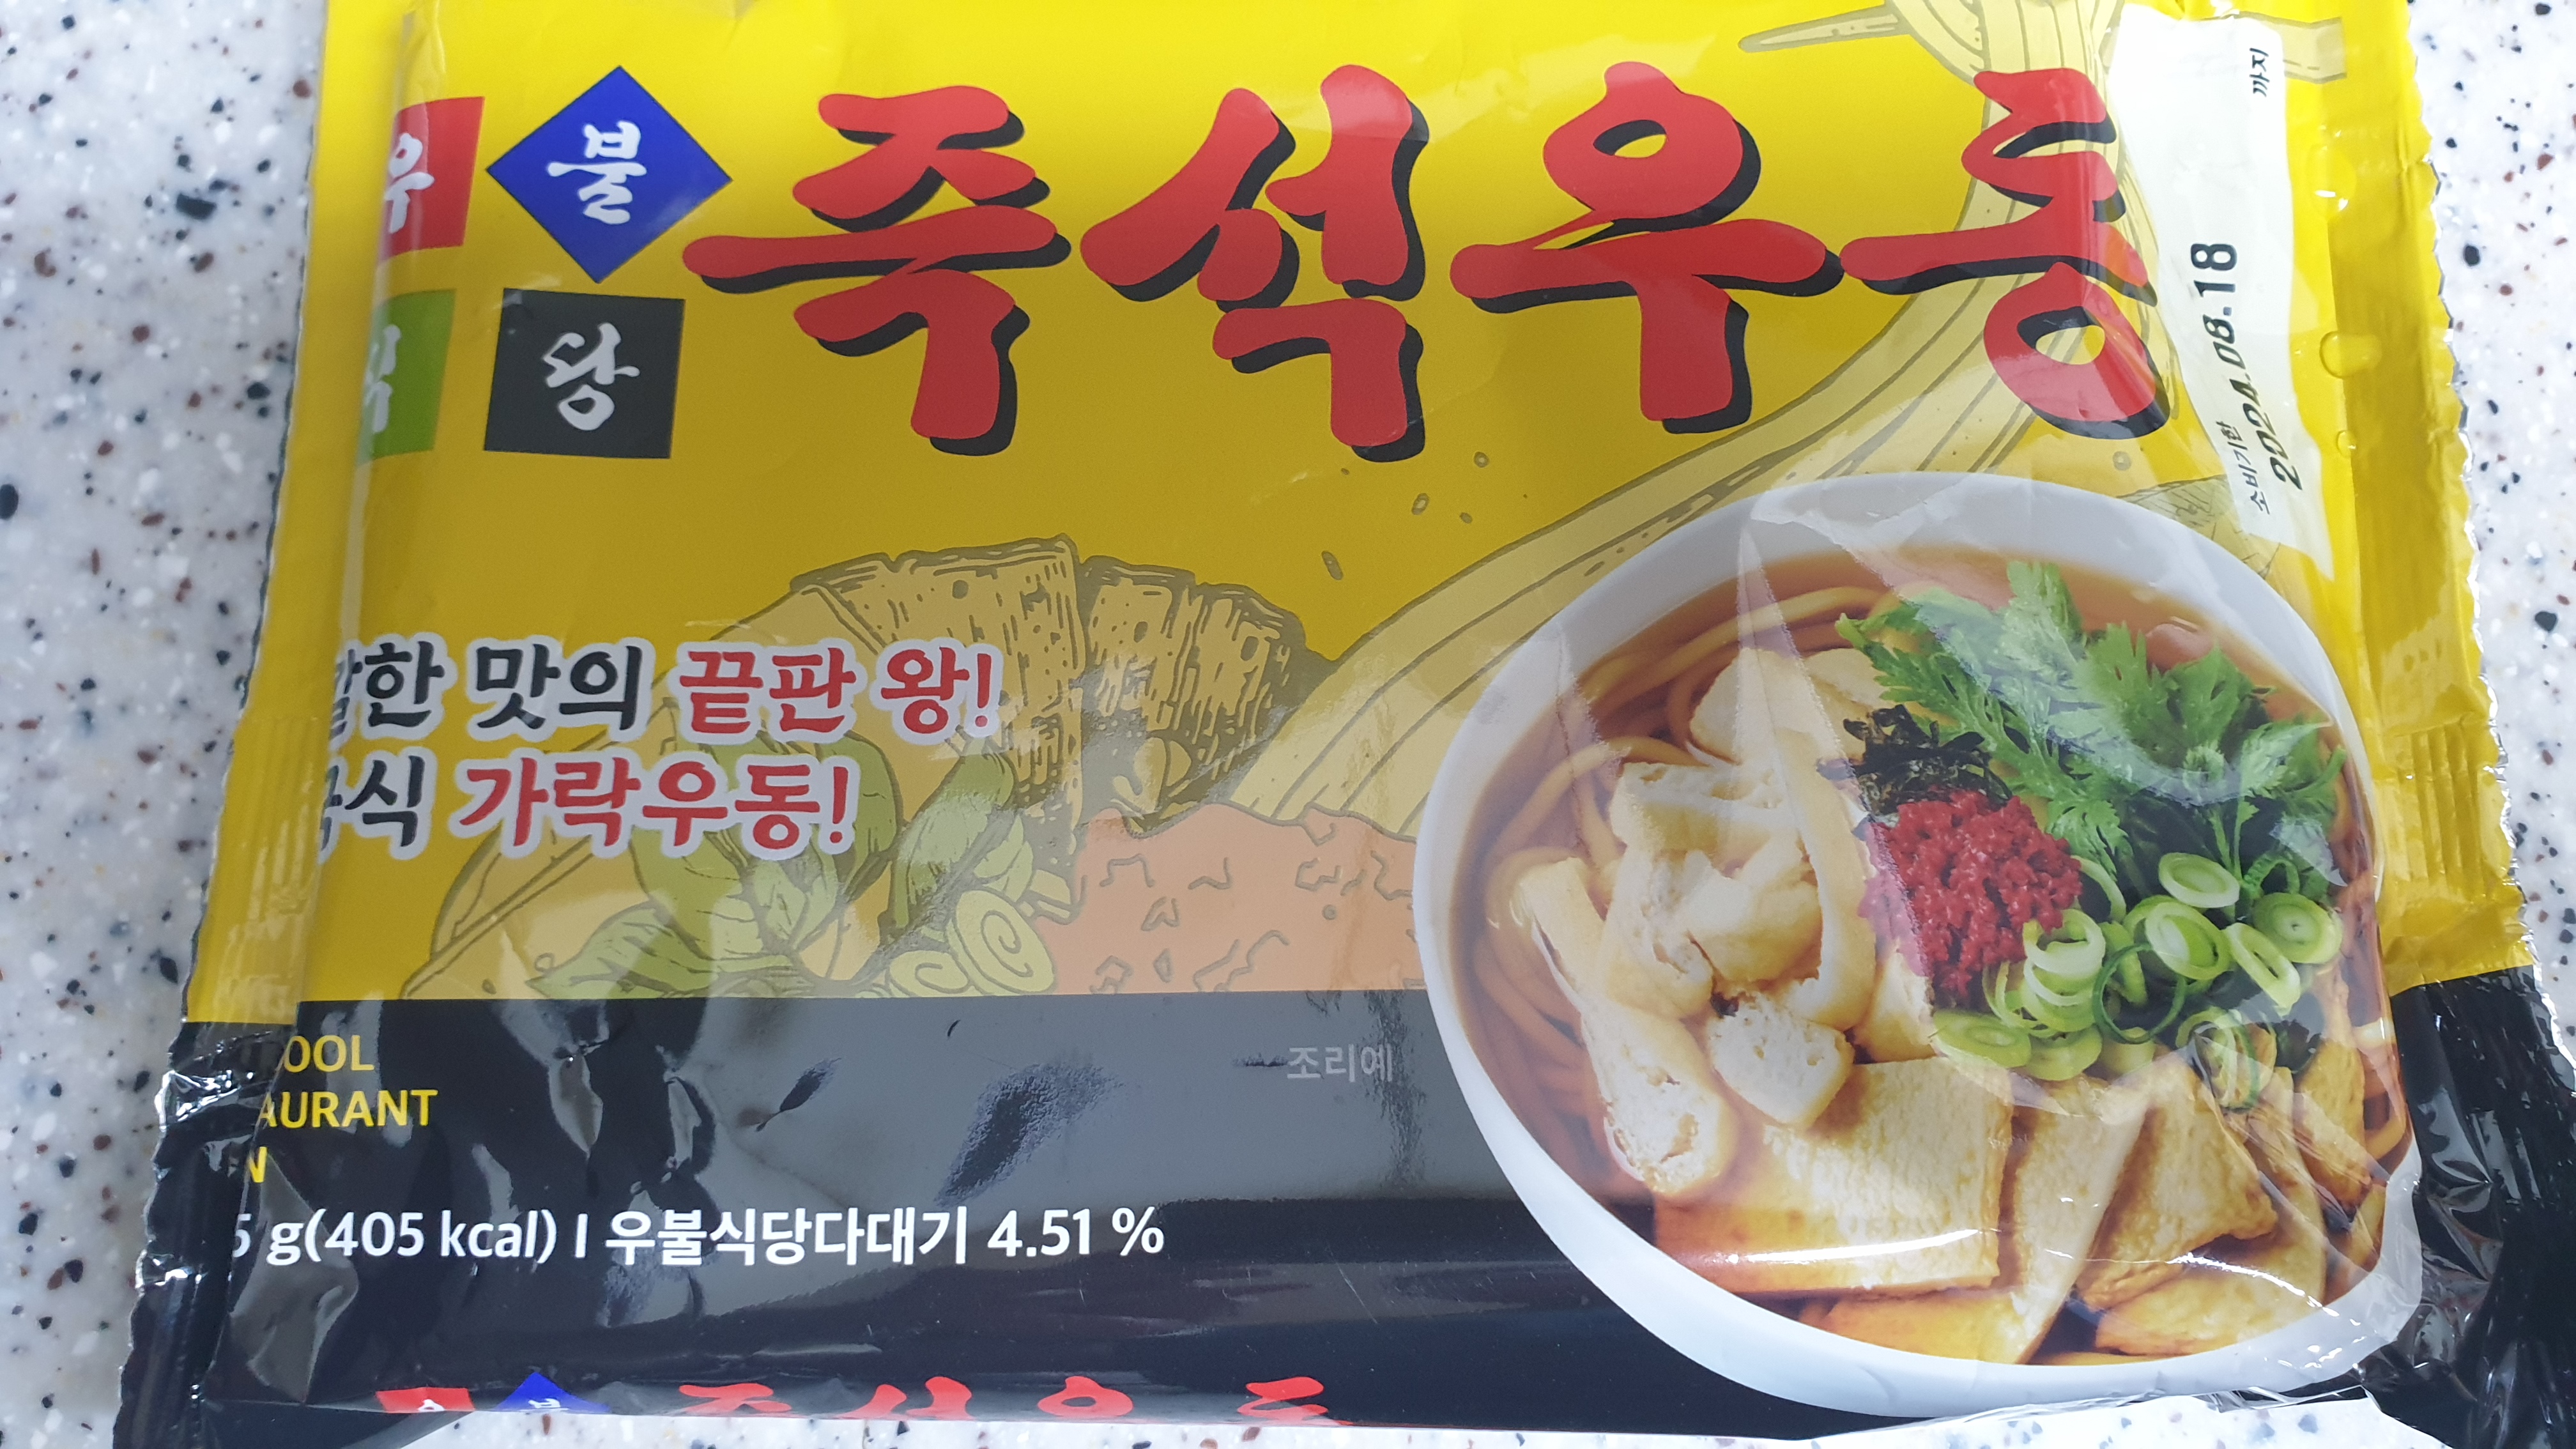 우불 즉석우동
식당
한 맛의 끝판 왕!
식 가락우동!
조리예
OOL
AURANT
N
5 g(405 kcal) I 우불식당다대기 4.51 %
소비기한
2024.08.18
까지